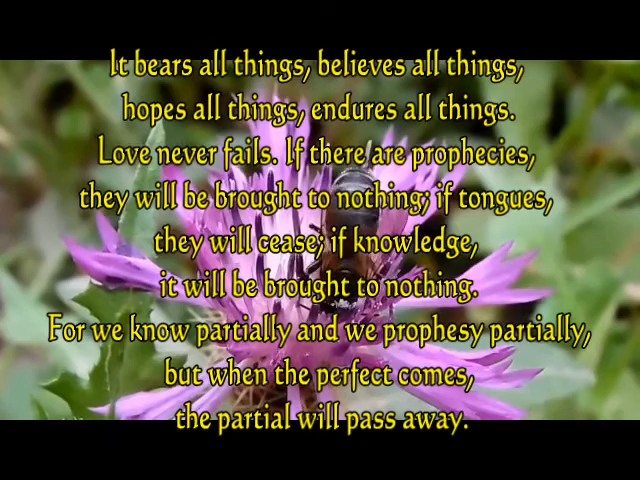 It bears all things, believes all things,
hopes all things, endures all things.
Love never fails. If there are prophecies,
they will be brought to nothing; if tongues,
they will cease; if knowledge,
it will be brought to nothing.
For we know partially and we prophesy partially,
but when the perfect comes,
the partial will pass away.